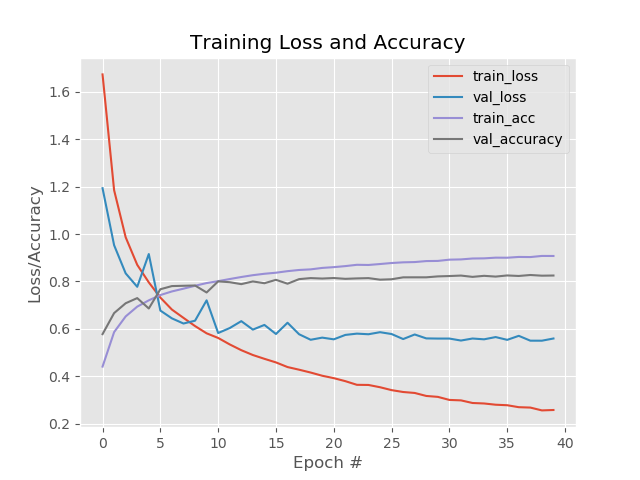 Training Loss and Accuracy
train_loss
val_loss
train_acc
val_accuracy
Loss/Accuracy
1.6
1.4
1.2
1.0
0.8
0.6
0.4
0.2
0 5 10 15 20 25 30 35 40
Epoch #